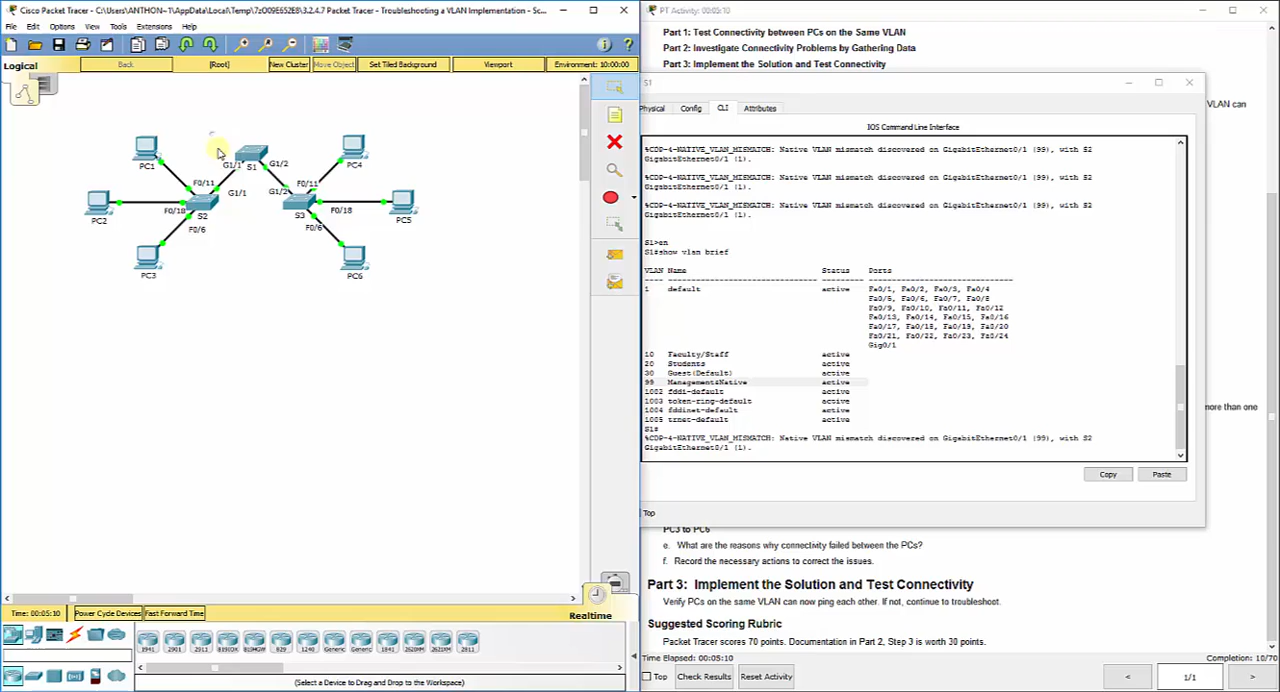 Cisco Packet Tracer - C:\USERS\ANTHON~1\AppData\Local\Temp\7zO09E652E8\3.2.4.7 Packet Tracer - Troubleshooting a VLAN Implementation - Sc...
File Edit Options View Tools Extensions Help
Logical
Back
[Root]
New Cluster
Move Object
Set Tiled Background
Viewport
Environment: 10:00:00
PC1
G1/1
S1
G1/2
PC4
F0/11
G1/1
G1/2
F0/11
PC2
F0/18
S2
S3
F0/18
PC5
F0/6
F0/6
PC3
PC6
Time: 00:05:10
Power Cycle Devices
Fast Forward Time
Realtime
1941
2901
2911
819IOX
819HGW
829
1240
Generic
Generic
1841
2620XM
2621XM
2811
(Select a Device to Drag and Drop to the Workspace)
PT Activity: 00:05:10
Part 1: Test Connectivity between PCs on the Same VLAN
Part 2: Investigate Connectivity Problems by Gathering Data
Part 3: Implement the Solution and Test Connectivity
VLAN can
S1
Physical
Config
CLI
Attributes
IOS Command Line Interface
%CDP-4-NATIVE_VLAN_MISMATCH: Native VLAN mismatch discovered on GigabitEthernet0/1 (99), with S2
GigabitEthernet0/1 (1).
%CDP-4-NATIVE_VLAN_MISMATCH: Native VLAN mismatch discovered on GigabitEthernet0/1 (99), with S2
GigabitEthernet0/1 (1).
%CDP-4-NATIVE_VLAN_MISMATCH: Native VLAN mismatch discovered on GigabitEthernet0/1 (99), with S2
GigabitEthernet0/1 (1).
S1>en
S1#show vlan brief
VLAN Name Status Ports
1 default active Fa0/1, Fa0/2, Fa0/3, Fa0/4
Fa0/5, Fa0/6, Fa0/7, Fa0/8
Fa0/9, Fa0/10, Fa0/11, Fa0/12
Fa0/13, Fa0/14, Fa0/15, Fa0/16
Fa0/17, Fa0/18, Fa0/19, Fa0/20
Fa0/21, Fa0/22, Fa0/23, Fa0/24
Gig0/1
10 Faculty/Staff active
20 Students active
30 Guest(Default) active
99 Management&Native active
1002 fddi-default active
1003 token-ring-default active
1004 fddinet-default active
1005 trnet-default active
S1#
%CDP-4-NATIVE_VLAN_MISMATCH: Native VLAN mismatch discovered on GigabitEthernet0/1 (99), with S2
GigabitEthernet0/1 (1).
more than one
Copy
Paste
Top
PC3 to PC6
e. What are the reasons why connectivity failed between the PCs?
f. Record the necessary actions to correct the issues.
Part 3: Implement the Solution and Test Connectivity
Verify PCs on the same VLAN can now ping each other. If not, continue to troubleshoot.
Suggested Scoring Rubric
Packet Tracer scores 70 points. Documentation in Part 2, Step 3 is worth 30 points.
Time Elapsed: 00:05:10
Completion: 10/70
Top
Check Results
Reset Activity
<
1/1
>